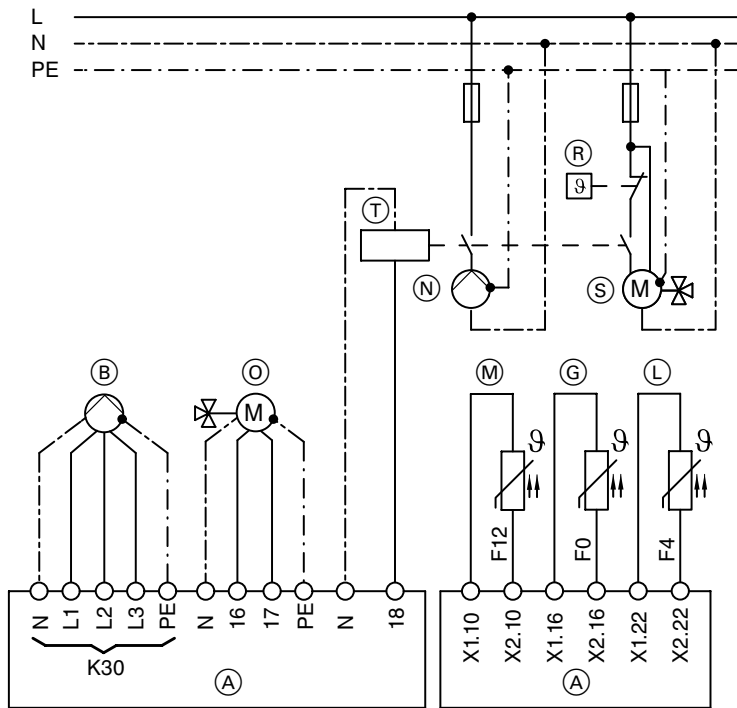 L
N
PE
R
ϑ
T
N
M
S
B
O
M
M
G
L
ϑ
ϑ
ϑ
F12
F0
F4
N
L1
L2
L3
PE
N
16
17
PE
N
18
X1.10
X2.10
X1.16
X2.16
X1.22
X2.22
K30
A
A